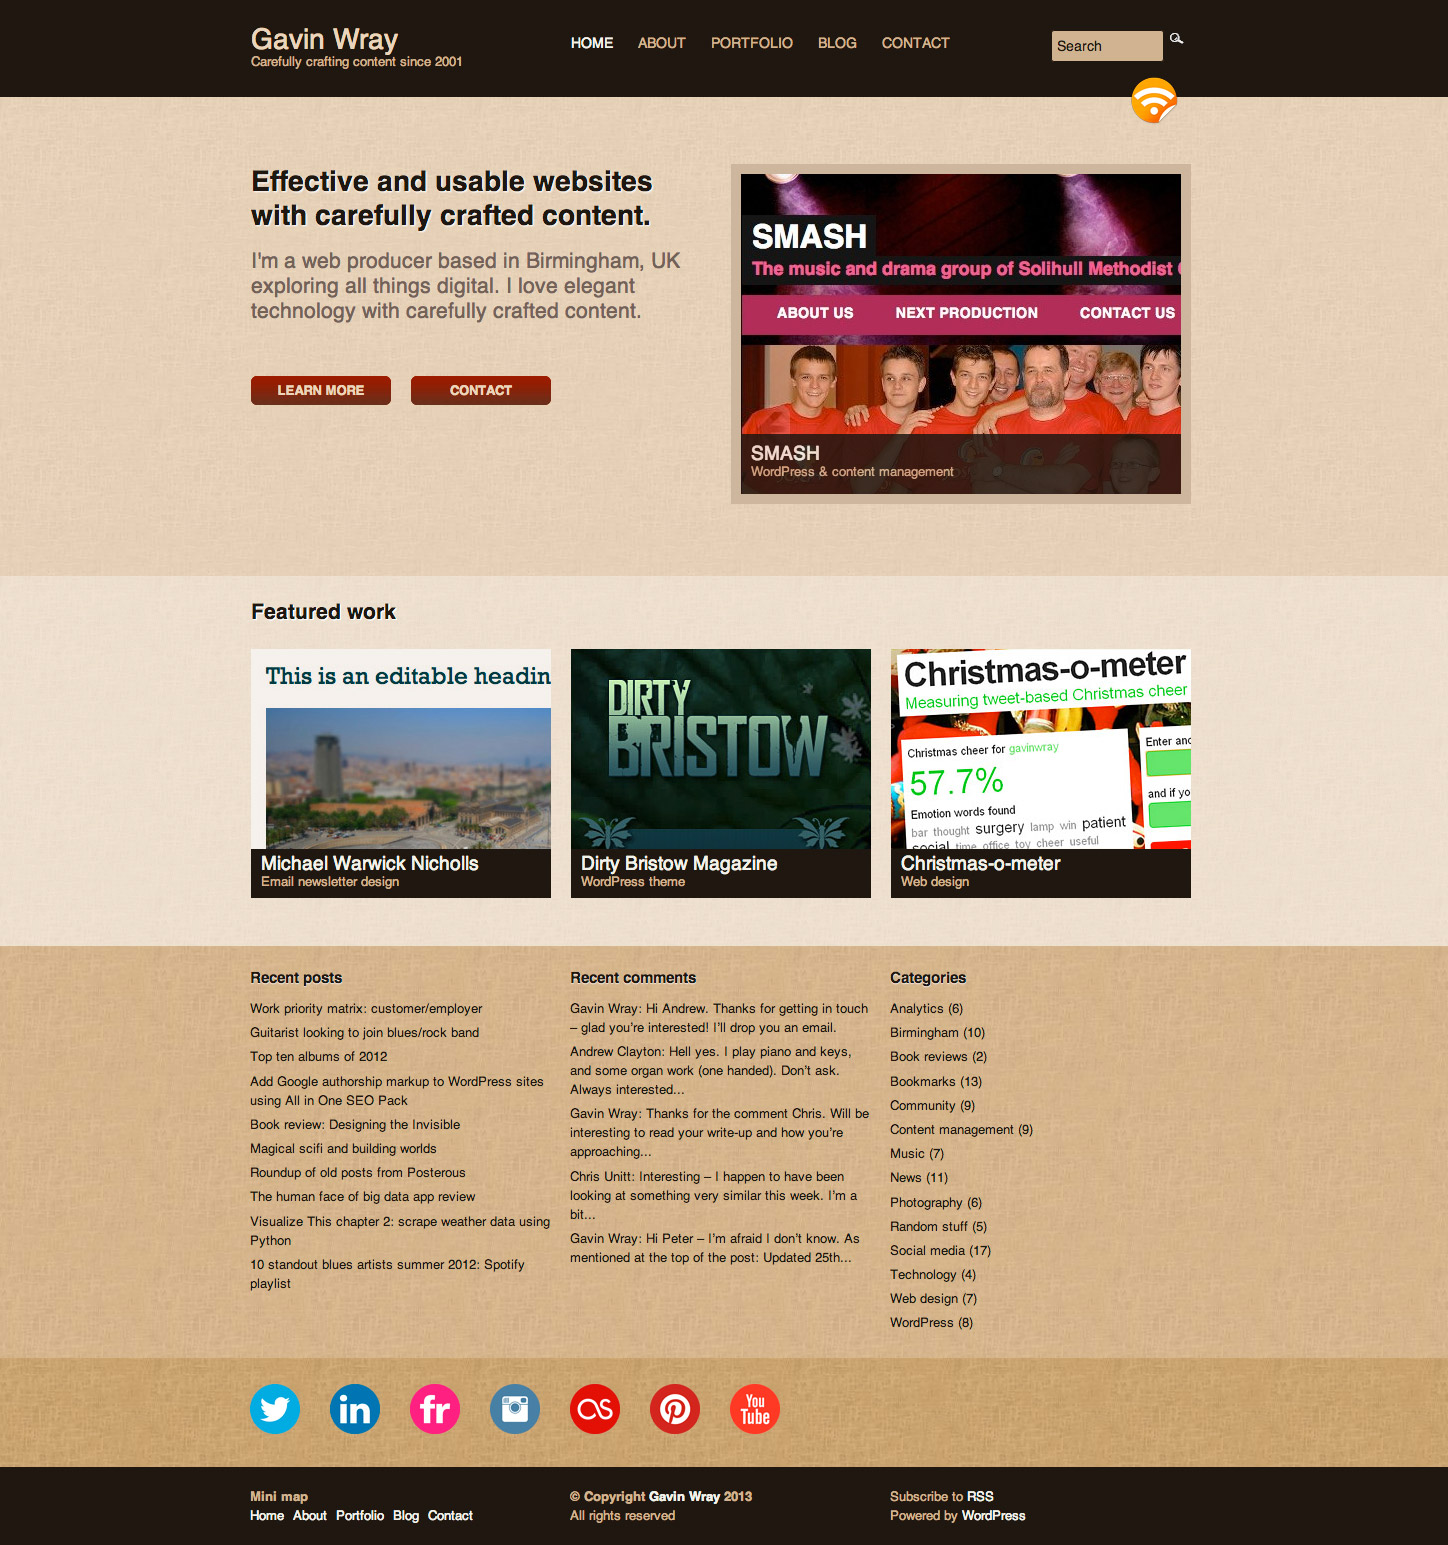 Gavin Wray
Carefully crafting content since 2001
HOME ABOUT PORTFOLIO BLOG CONTACT
Search
Effective and usable websites
with carefully crafted content.
I'm a web producer based in Birmingham, UK
exploring all things digital. I love elegant
technology with carefully crafted content.
LEARN MORE CONTACT
SMASH
The music and drama group of Solihull Methodist
ABOUT US NEXT PRODUCTION CONTACT US
SMASH
WordPress & content management
Featured work
This is an editable headin
Michael Warwick Nicholls
Email newsletter design
DIRTY
BRISTOW
Dirty Bristow Magazine
WordPress theme
Christmas-o-meter
Measuring tweet-based Christmas cheer
Christmas cheer for gavinwray
57.7%
Emotion words found
bar thought surgery lamp win patient
social time office toy cheer useful
Enter anc
and if yo
Christmas-o-meter
Web design
Recent posts
Work priority matrix: customer/employer
Guitarist looking to join blues/rock band
Top ten albums of 2012
Add Google authorship markup to WordPress sites
using All in One SEO Pack
Book review: Designing the Invisible
Magical scifi and building worlds
Roundup of old posts from Posterous
The human face of big data app review
Visualize This chapter 2: scrape weather data using
Python
10 standout blues artists summer 2012: Spotify
playlist
Recent comments
Gavin Wray: Hi Andrew. Thanks for getting in touch
– glad you're interested! I'll drop you an email.
Andrew Clayton: Hell yes. I play piano and keys,
and some organ work (one handed). Don't ask.
Always interested...
Gavin Wray: Thanks for the comment Chris. Will be
interesting to read your write-up and how you're
approaching...
Chris Unitt: Interesting – I happen to have been
looking at something very similar this week. I'm a
bit...
Gavin Wray: Hi Peter – I'm afraid I don't know. As
mentioned at the top of the post: Updated 25th...
Categories
Analytics (6)
Birmingham (10)
Book reviews (2)
Bookmarks (13)
Community (9)
Content management (9)
Music (7)
News (11)
Photography (6)
Random stuff (5)
Social media (17)
Technology (4)
Web design (7)
WordPress (8)
in
fr
You
Tube
Mini map
Home About Portfolio Blog Contact
© Copyright Gavin Wray 2013
All rights reserved
Subscribe to RSS
Powered by WordPress